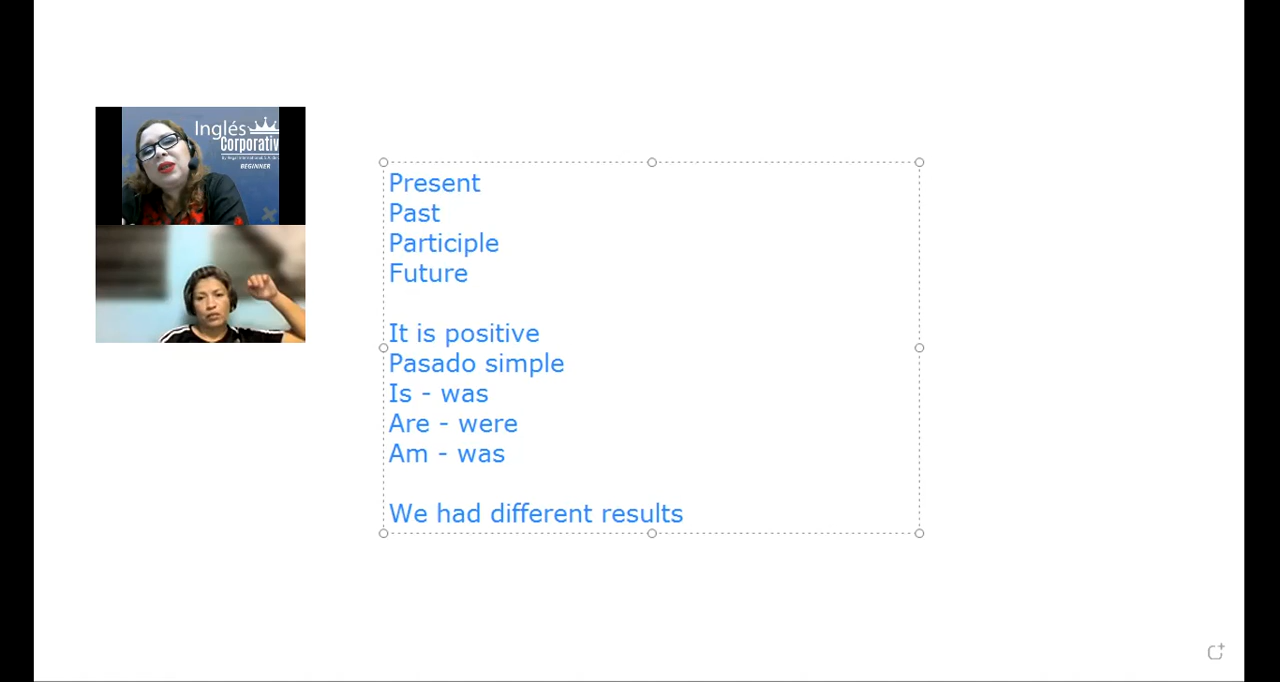 Inglés
Corporativ
BEGINNER
Present
Past
Participle
Future
It is positive
Pasado simple
Is - was
Are - were
Am - was
We had different results